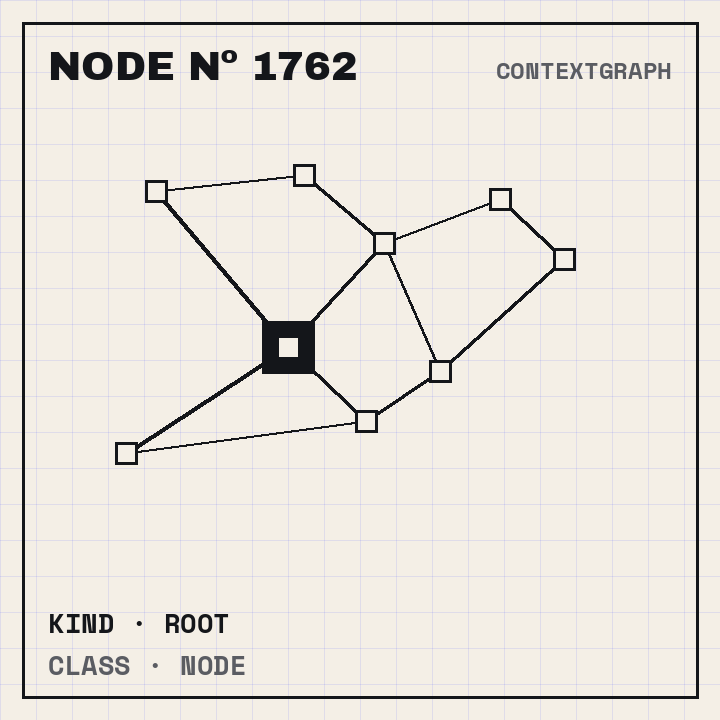 NODE Nº 1762
CONTEXTGRAPH
KIND · ROOT
CLASS · NODE